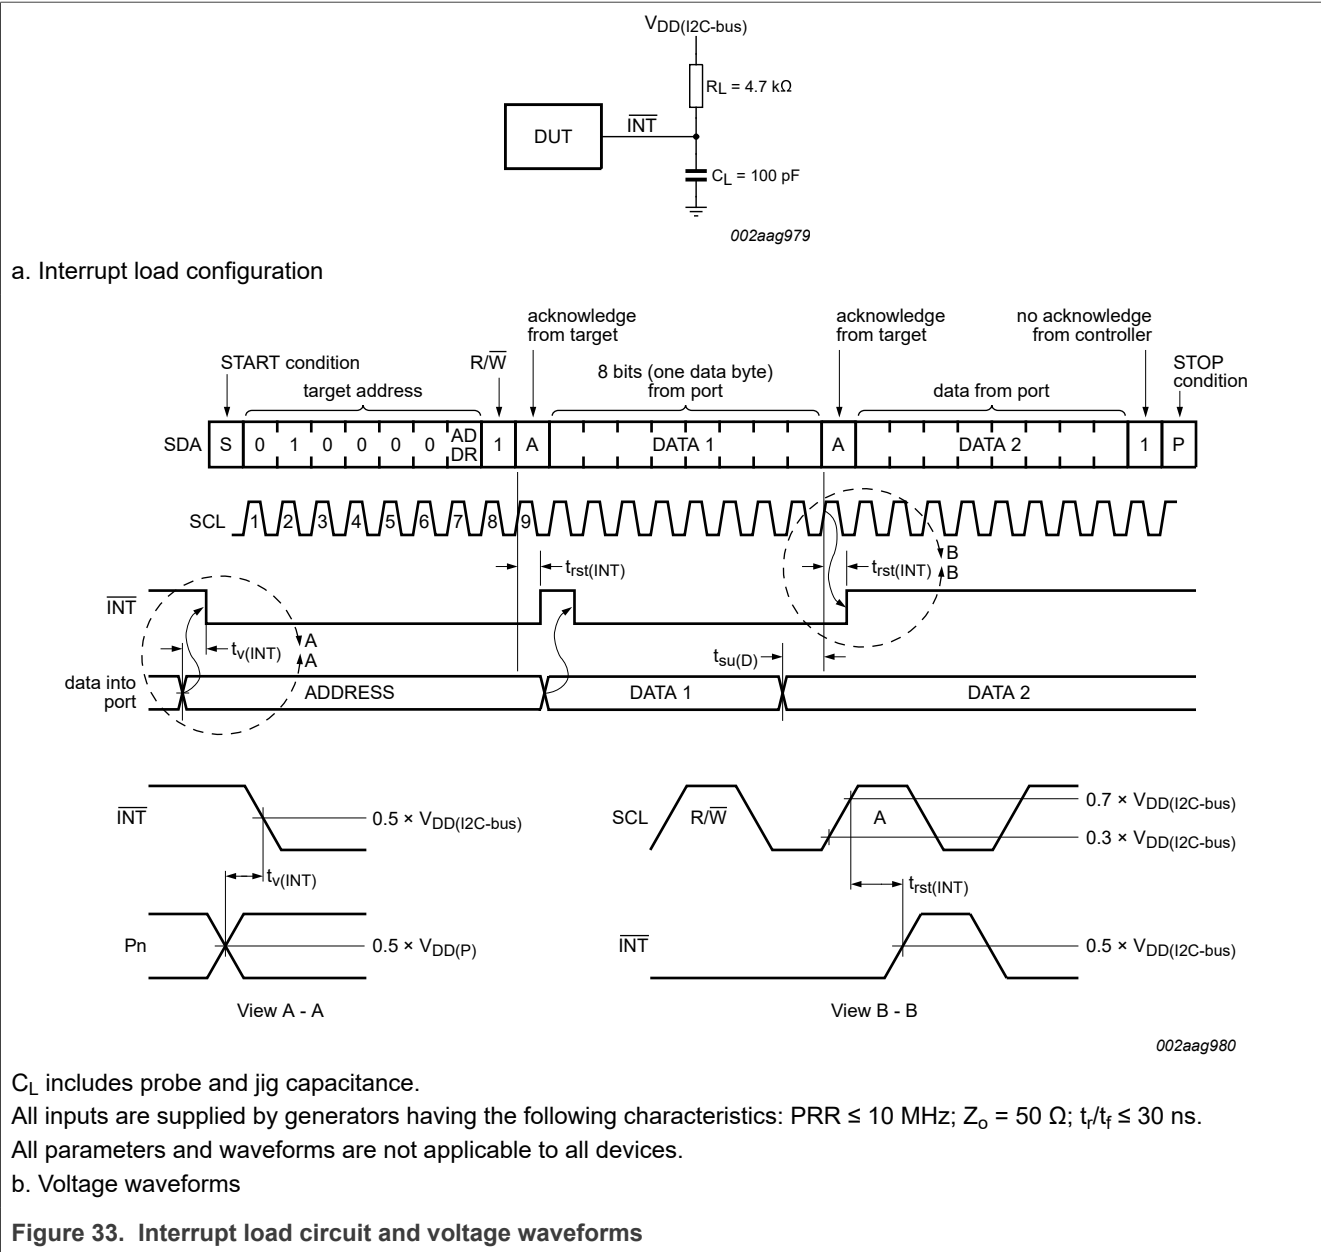 VDD(I2C-bus)
RL = 4.7 kΩ
DUT
INT
CL = 100 pF
002aag979
a. Interrupt load configuration
acknowledge
from target
acknowledge
from target
no acknowledge
from controller
START condition
R/W
8 bits (one data byte)
from port
STOP
condition
target address
data from port
SDA S 0 1 0 0 0 0 AD
DR 1 A DATA 1 A DATA 2 1 P
SCL 1 2 3 4 5 6 7 8 9
trst(INT)
trst(INT)
B
B
INT
tv(INT)
A
A
tsu(D)
data into
port
ADDRESS
DATA 1
DATA 2
INT
0.5 × VDD(I2C-bus)
tv(INT)
Pn
0.5 × VDD(P)
View A - A
SCL
R/W
A
0.7 × VDD(I2C-bus)
0.3 × VDD(I2C-bus)
trst(INT)
INT
0.5 × VDD(I2C-bus)
View B - B
002aag980
CL includes probe and jig capacitance.
All inputs are supplied by generators having the following characteristics: PRR ≤ 10 MHz; Zo = 50 Ω; tr/tf ≤ 30 ns.
All parameters and waveforms are not applicable to all devices.
b. Voltage waveforms
Figure 33. Interrupt load circuit and voltage waveforms